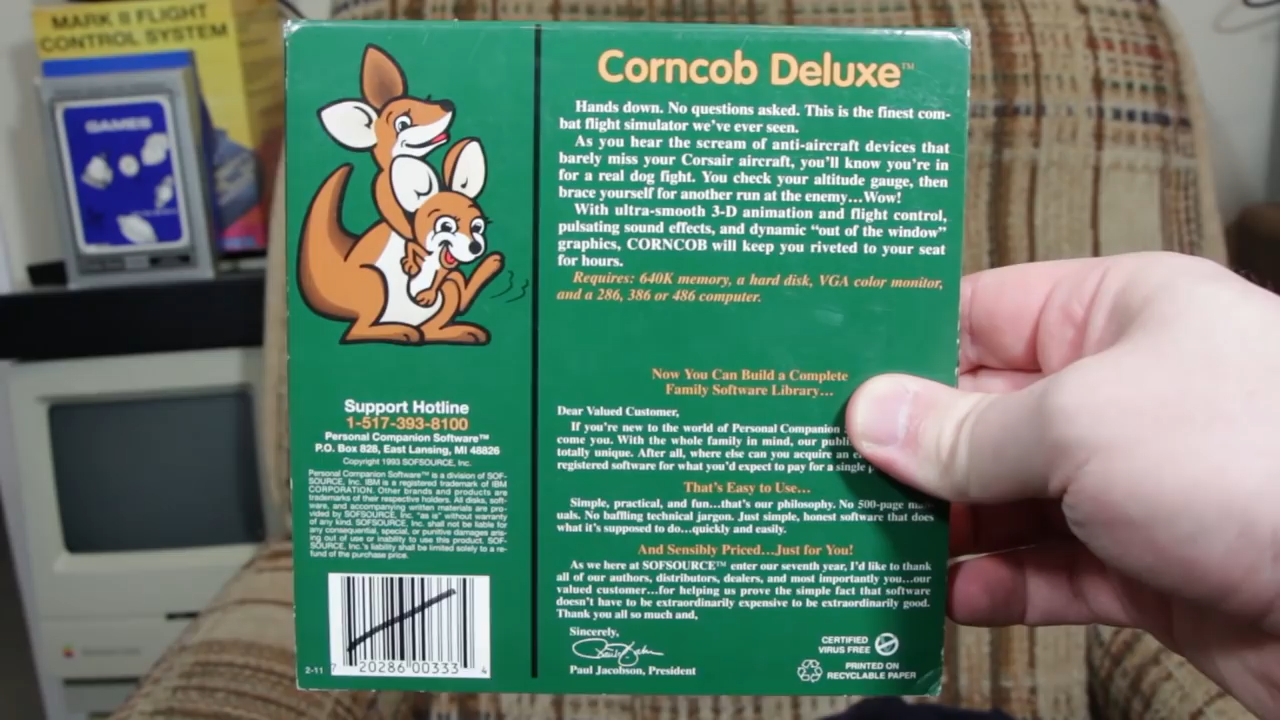 MARK II FLIGHT
CONTROL SYSTEM
GAMES
Corncob Deluxe™
Hands down. No questions asked. This is the finest com-
bat flight simulator we've ever seen.
As you hear the scream of anti-aircraft devices that
barely miss your Corsair aircraft, you'll know you're in
for a real dog fight. You check your altitude gauge, then
brace yourself for another run at the enemy...Wow!
With ultra-smooth 3-D animation and flight control,
pulsating sound effects, and dynamic “out of the window”
graphics, CORNCOB will keep you riveted to your seat
for hours.
Requires: 640K memory, a hard disk, VGA color monitor,
and a 286, 386 or 486 computer.
Now You Can Build a Complete
Family Software Library...
Dear Valued Customer,
If you're new to the world of Personal Companion
come you. With the whole family in mind, our publi
totally unique. After all, where else can you acquire an
registered software for what you'd expect to pay for a single
That's Easy to Use...
Simple, practical, and fun...that's our philosophy. No 500-page
uals. No baffling technical jargon. Just simple, honest software that does
what it's supposed to do...quickly and easily.
And Sensibly Priced...Just for You!
As we here at SOFSOURCE™ enter our seventh year, I'd like to thank
all of our authors, distributors, dealers, and most importantly you...our
valued customer...for helping us prove the simple fact that software
doesn't have to be extraordinarily expensive to be extraordinarily good.
Thank you all so much and,
Sincerely,
Paul Jacobson, President
CERTIFIED
VIRUS FREE
PRINTED ON
RECYCLABLE PAPER
Support Hotline
1-517-393-8100
Personal Companion Software™
P.O. Box 828, East Lansing, MI 48826
Copyright 1993 SOFSOURCE, Inc.
Personal Companion Software™ is a division of SOF-
SOURCE, Inc. IBM is a registered trademark of IBM
CORPORATION. Other brands and products are
trademarks of their respective holders. All disks, soft-
ware, and accompanying written materials are pro-
vided by SOFSOURCE, Inc. "as is" without warranty
of any kind. SOFSOURCE, Inc. shall not be liable for
any consequential, special, or punitive damages aris-
ing out of use or inability to use this product. SOF-
SOURCE, Inc.'s liability shall be limited solely to a re-
fund of the purchase price.
2-11 7 20286 00333 4